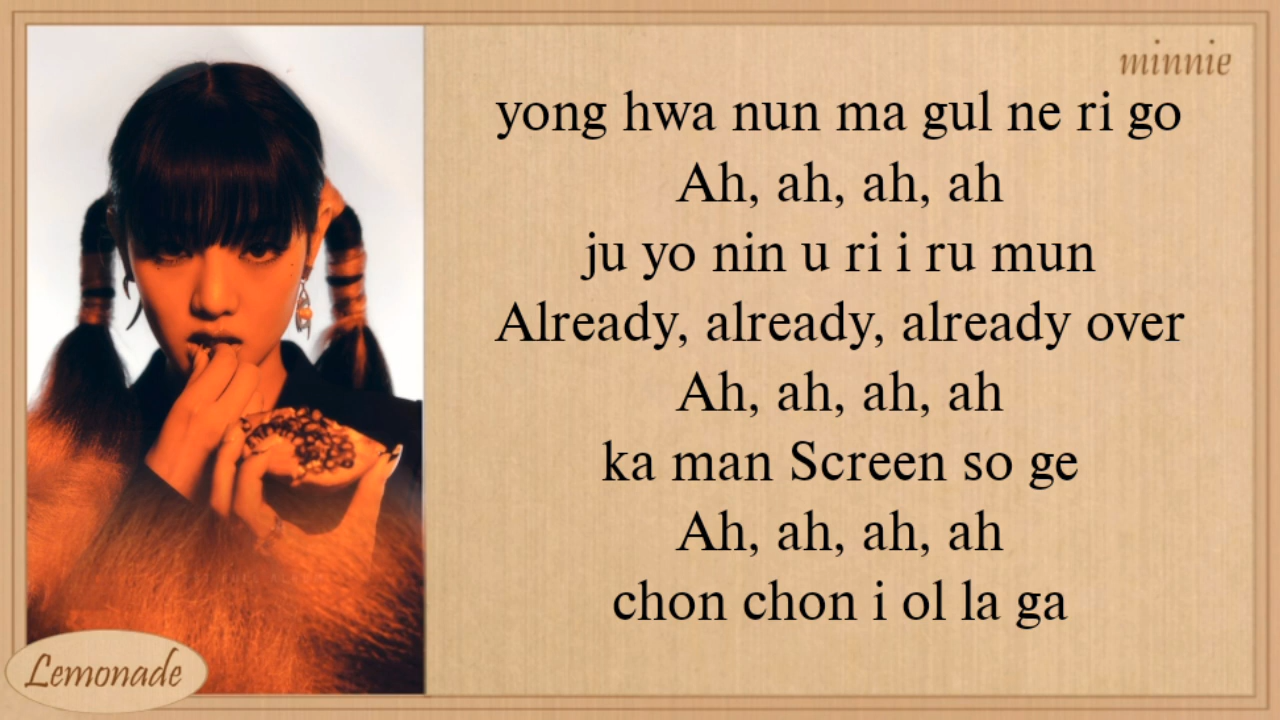 minnie
yong hwa nun ma gul ne ri go
Ah, ah, ah, ah
ju yo nin u ri i ru mun
Already, already, already over
Ah, ah, ah, ah
ka man Screen so ge
Ah, ah, ah, ah
chon chon i ol la ga
Lemonade